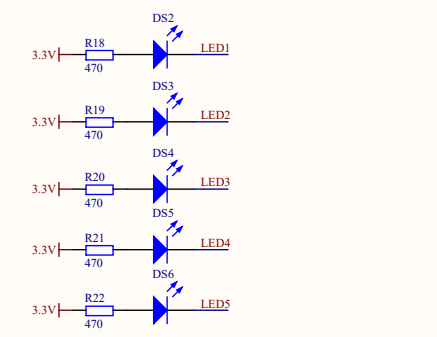 DS2
R18
LED1
3.3V
470
DS3
R19
LED2
3.3V
470
DS4
R20
LED3
3.3V
470
DS5
R21
LED4
3.3V
470
DS6
R22
LED5
3.3V
470